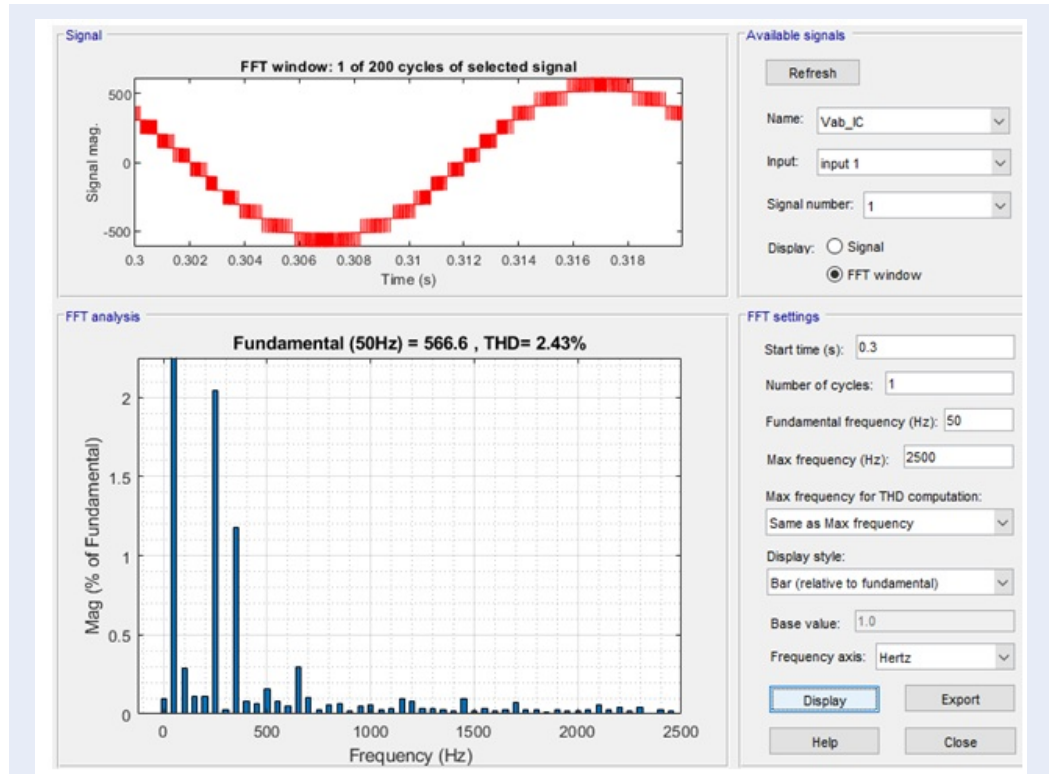 Signal
FFT window: 1 of 200 cycles of selected signal
500
0
-500
Signal mag.
0.3 0.302 0.304 0.306 0.308 0.31 0.312 0.314 0.316 0.318
Time (s)
Available signals
Refresh
Name: Vab_IC
Input: input 1
Signal number: 1
Display: Signal
FFT window
FFT analysis
Fundamental (50Hz) = 566.6 , THD= 2.43%
2
1.5
1
0.5
0
Mag (% of Fundamental)
0 500 1000 1500 2000 2500
Frequency (Hz)
FFT settings
Start time (s): 0.3
Number of cycles: 1
Fundamental frequency (Hz): 50
Max frequency (Hz): 2500
Max frequency for THD computation:
Same as Max frequency
Display style:
Bar (relative to fundamental)
Base value: 1.0
Frequency axis: Hertz
Display Export
Help Close